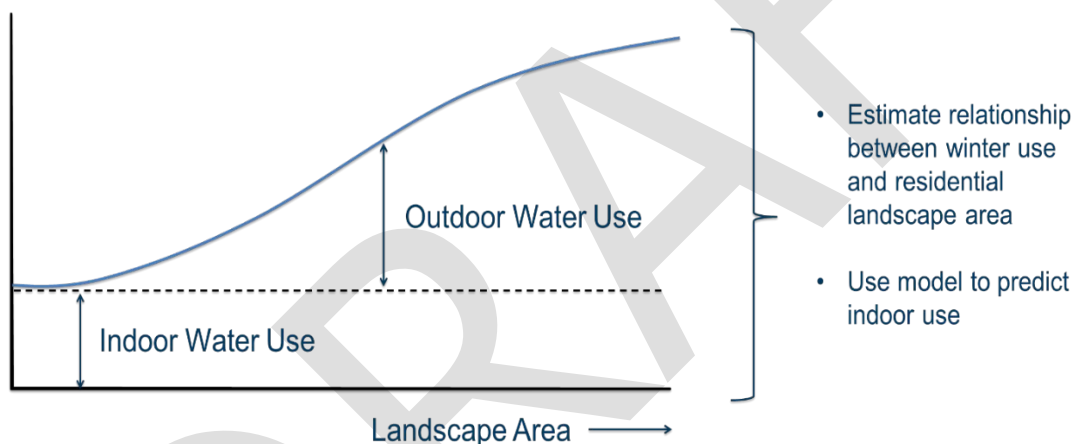 Outdoor Water Use
Indoor Water Use
Landscape Area
• Estimate relationship
between winter use
and residential
landscape area
• Use model to predict
indoor use